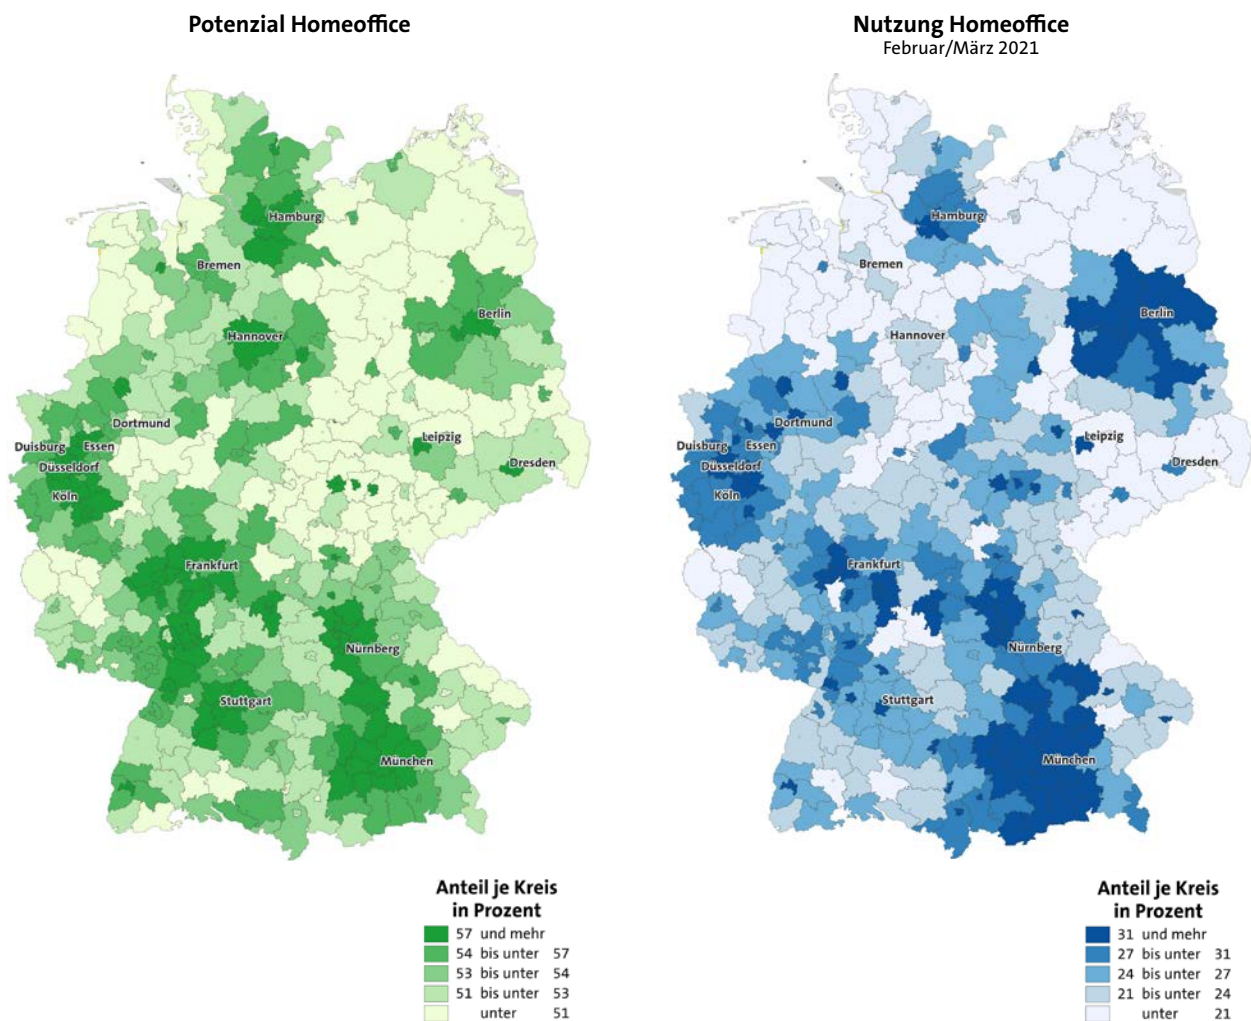 Potenzial Homeoffice
Hamburg
Bremen
Berlin
Hannover
Dortmund
Duisburg
Essen
Leipzig
Düsseldorf
Dresden
Köln
Frankfurt
Nürnberg
Stuttgart
München
Anteil je Kreis
in Prozent
57 und mehr
54 bis unter 57
53 bis unter 54
51 bis unter 53
unter 51
Nutzung Homeoffice
Februar/März 2021
Hamburg
Bremen
Berlin
Hannover
Dortmund
Duisburg
Essen
Leipzig
Düsseldorf
Dresden
Köln
Frankfurt
Nürnberg
Stuttgart
München
Anteil je Kreis
in Prozent
31 und mehr
27 bis unter 31
24 bis unter 27
21 bis unter 24
unter 21